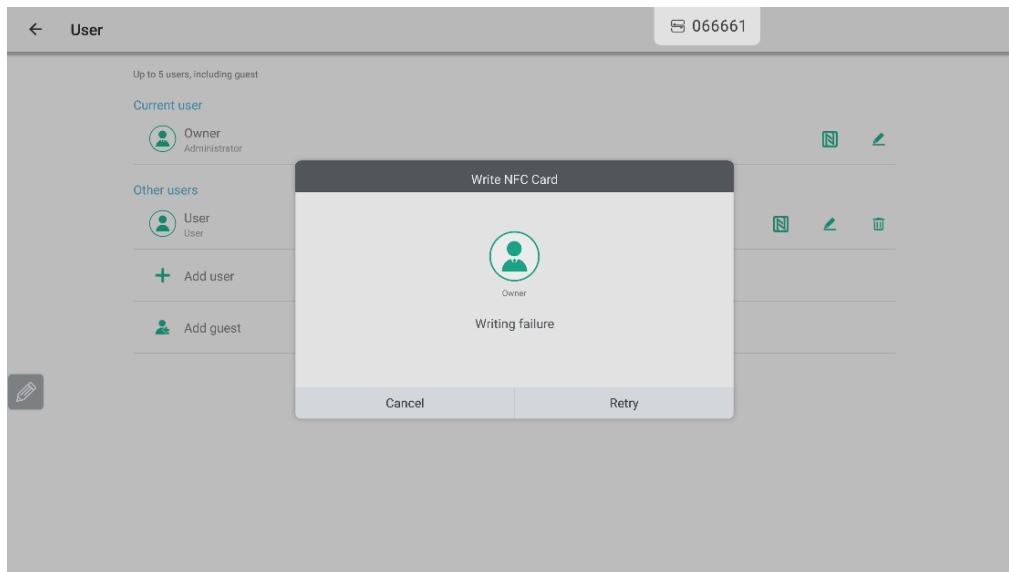 User
066661
Up to 5 users, including guest
Current user
Owner
Administrator
Other users
User
User
Add user
Add guest
Write NFC Card
Owner
Writing failure
Cancel
Retry